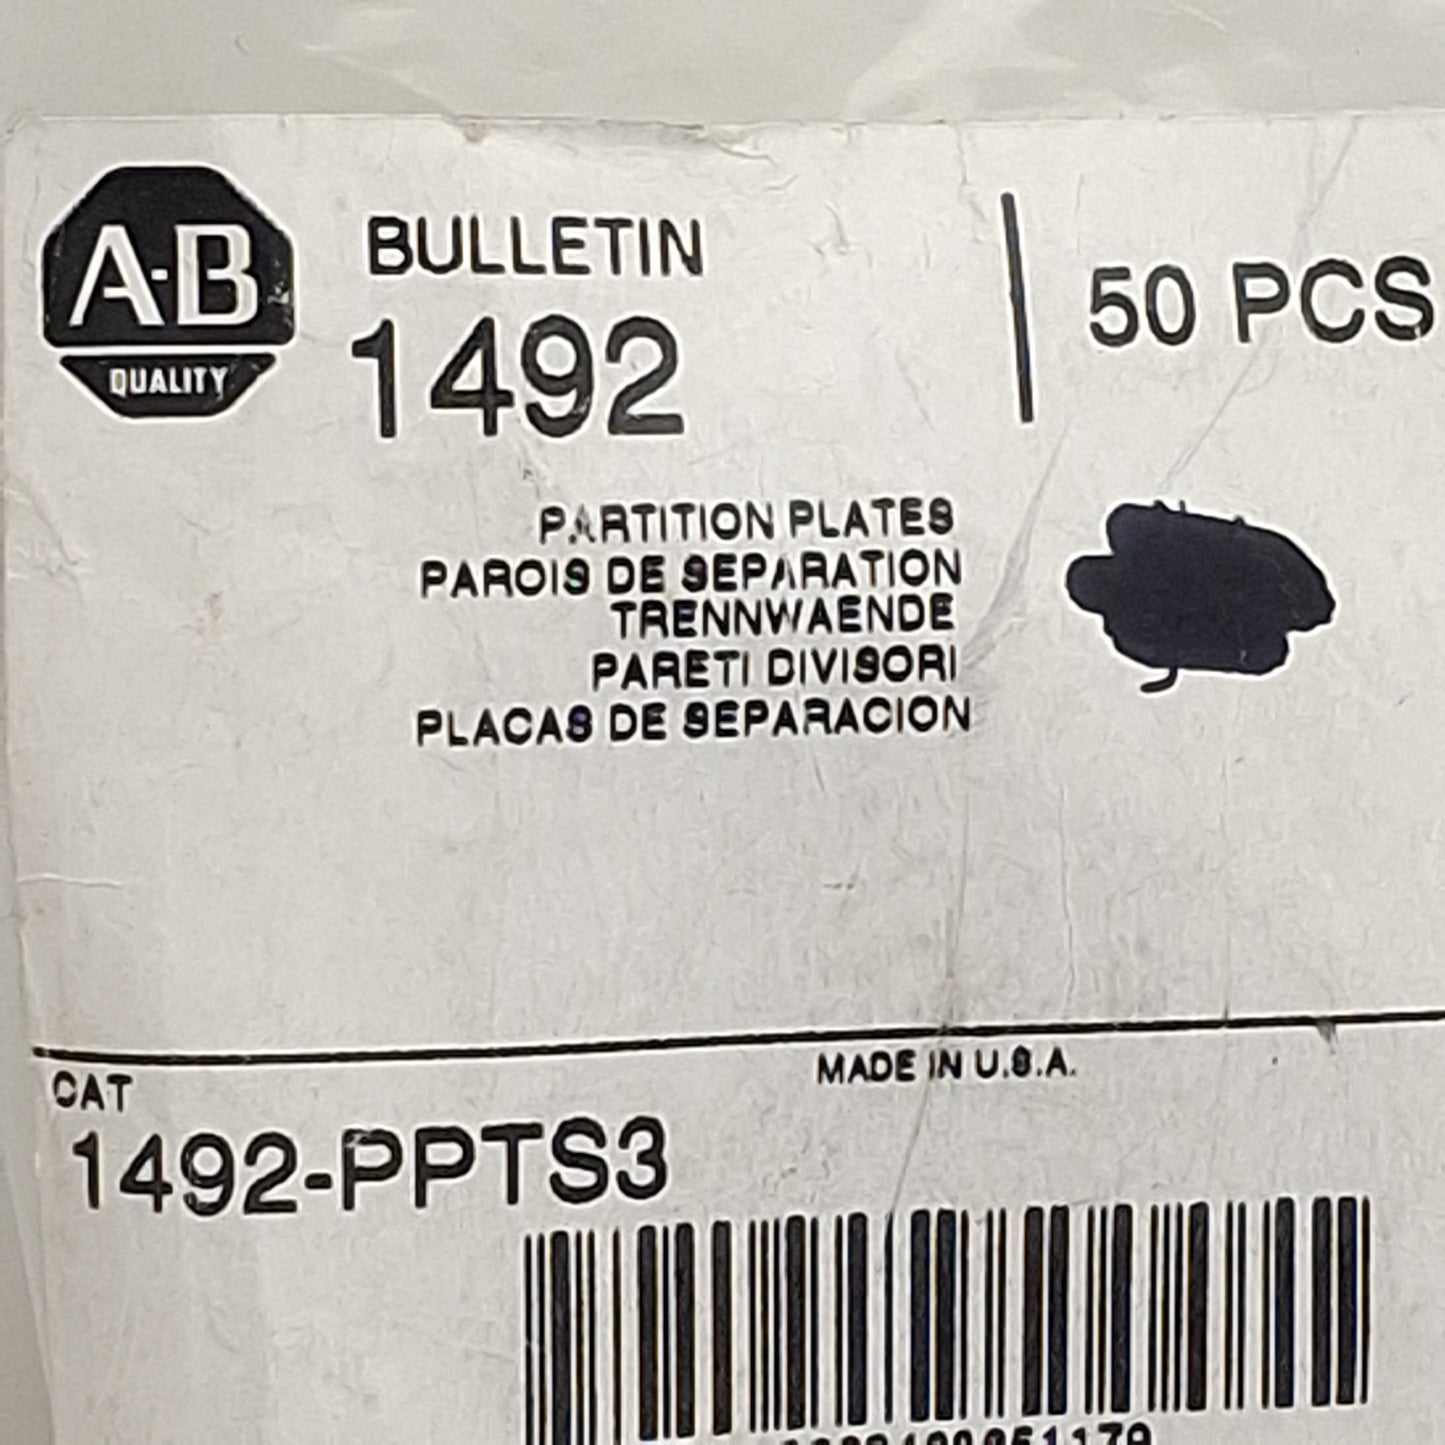 A-B
QUALITY
BULLETIN
1492
50 PCS
PARTITION PLATES
PAROIS DE SEPARATION
TRENNWAENDE
PARETI DIVISORI
PLACAS DE SEPARACION
MADE IN U.S.A.
CAT
1492-PPTS3